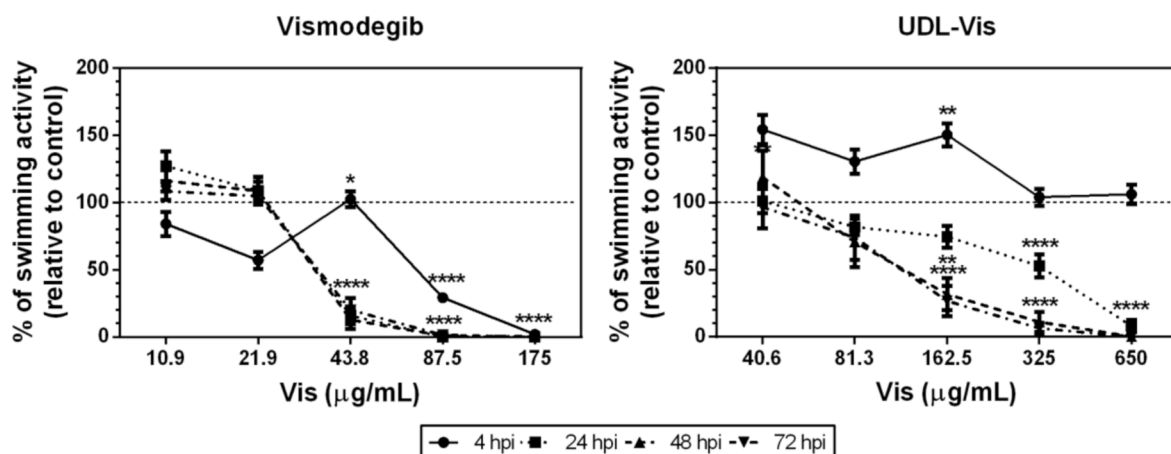 Vismodegib
% of swimming activity
(relative to control)
200
150
100
50
0
*
****
****
****
****
10.9 21.9 43.8 87.5 175
Vis (μg/mL)
UDL-Vis
% of swimming activity
(relative to control)
200
150
100
50
0
**
**
**
****
****
****
****
40.6 81.3 162.5 325 650
Vis (μg/mL)
4 hpi 24 hpi 48 hpi 72 hpi